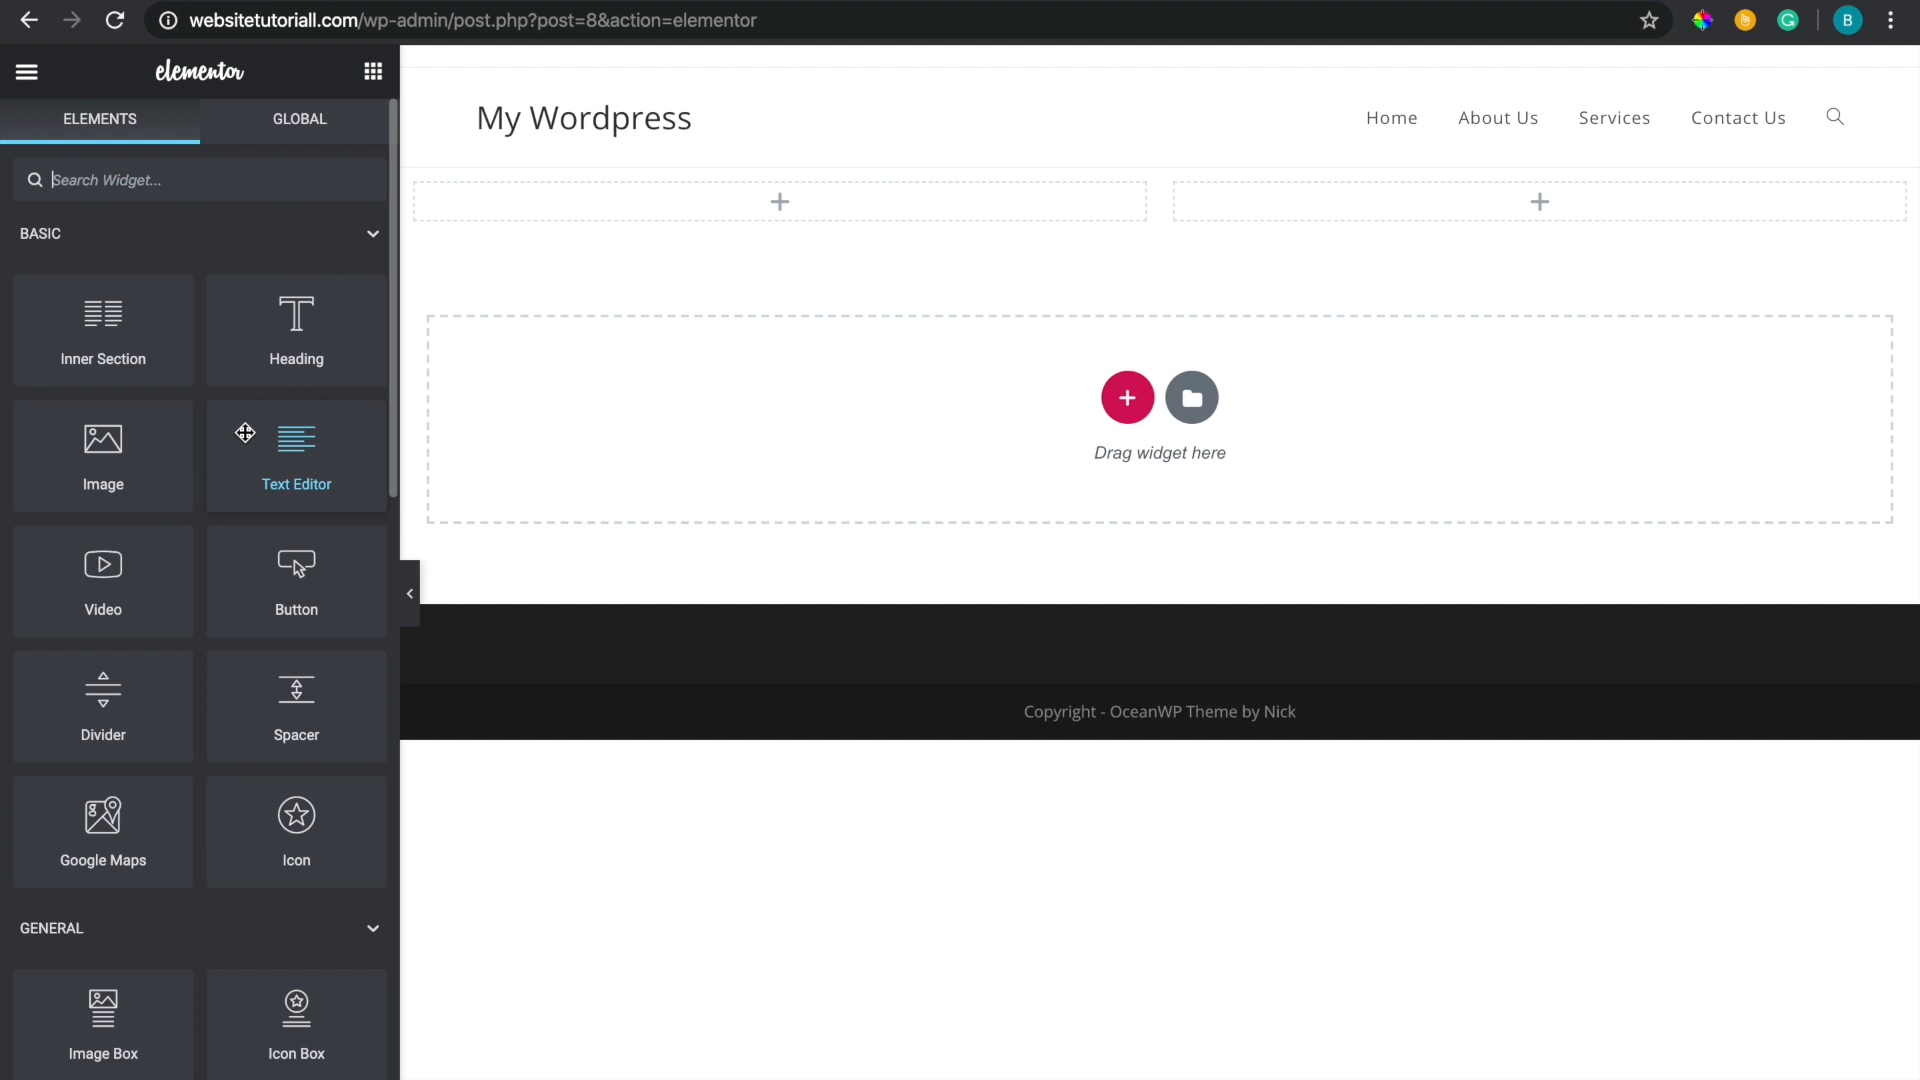 websitetutoriall.com/wp-admin/post.php?post=8&action=elementor
B
elementor
ELEMENTS
GLOBAL
Search Widget...
BASIC
Inner Section
Heading
Image
Text Editor
Video
Button
Divider
Spacer
Google Maps
Icon
GENERAL
Image Box
Icon Box
My Wordpress
Home
About Us
Services
Contact Us
Drag widget here
Copyright - OceanWP Theme by Nick